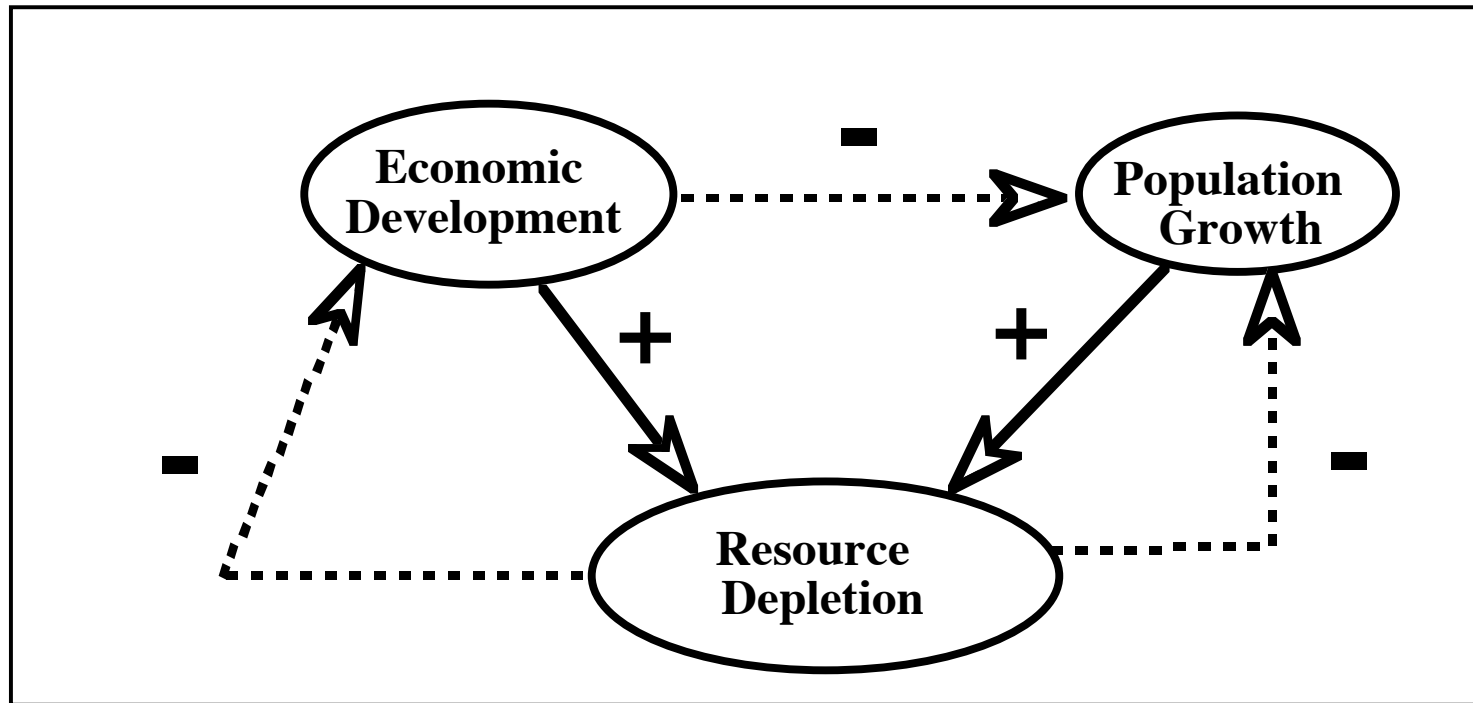 -
Economic
Development
Population
Growth
+
+
-
-
Resource
Depletion